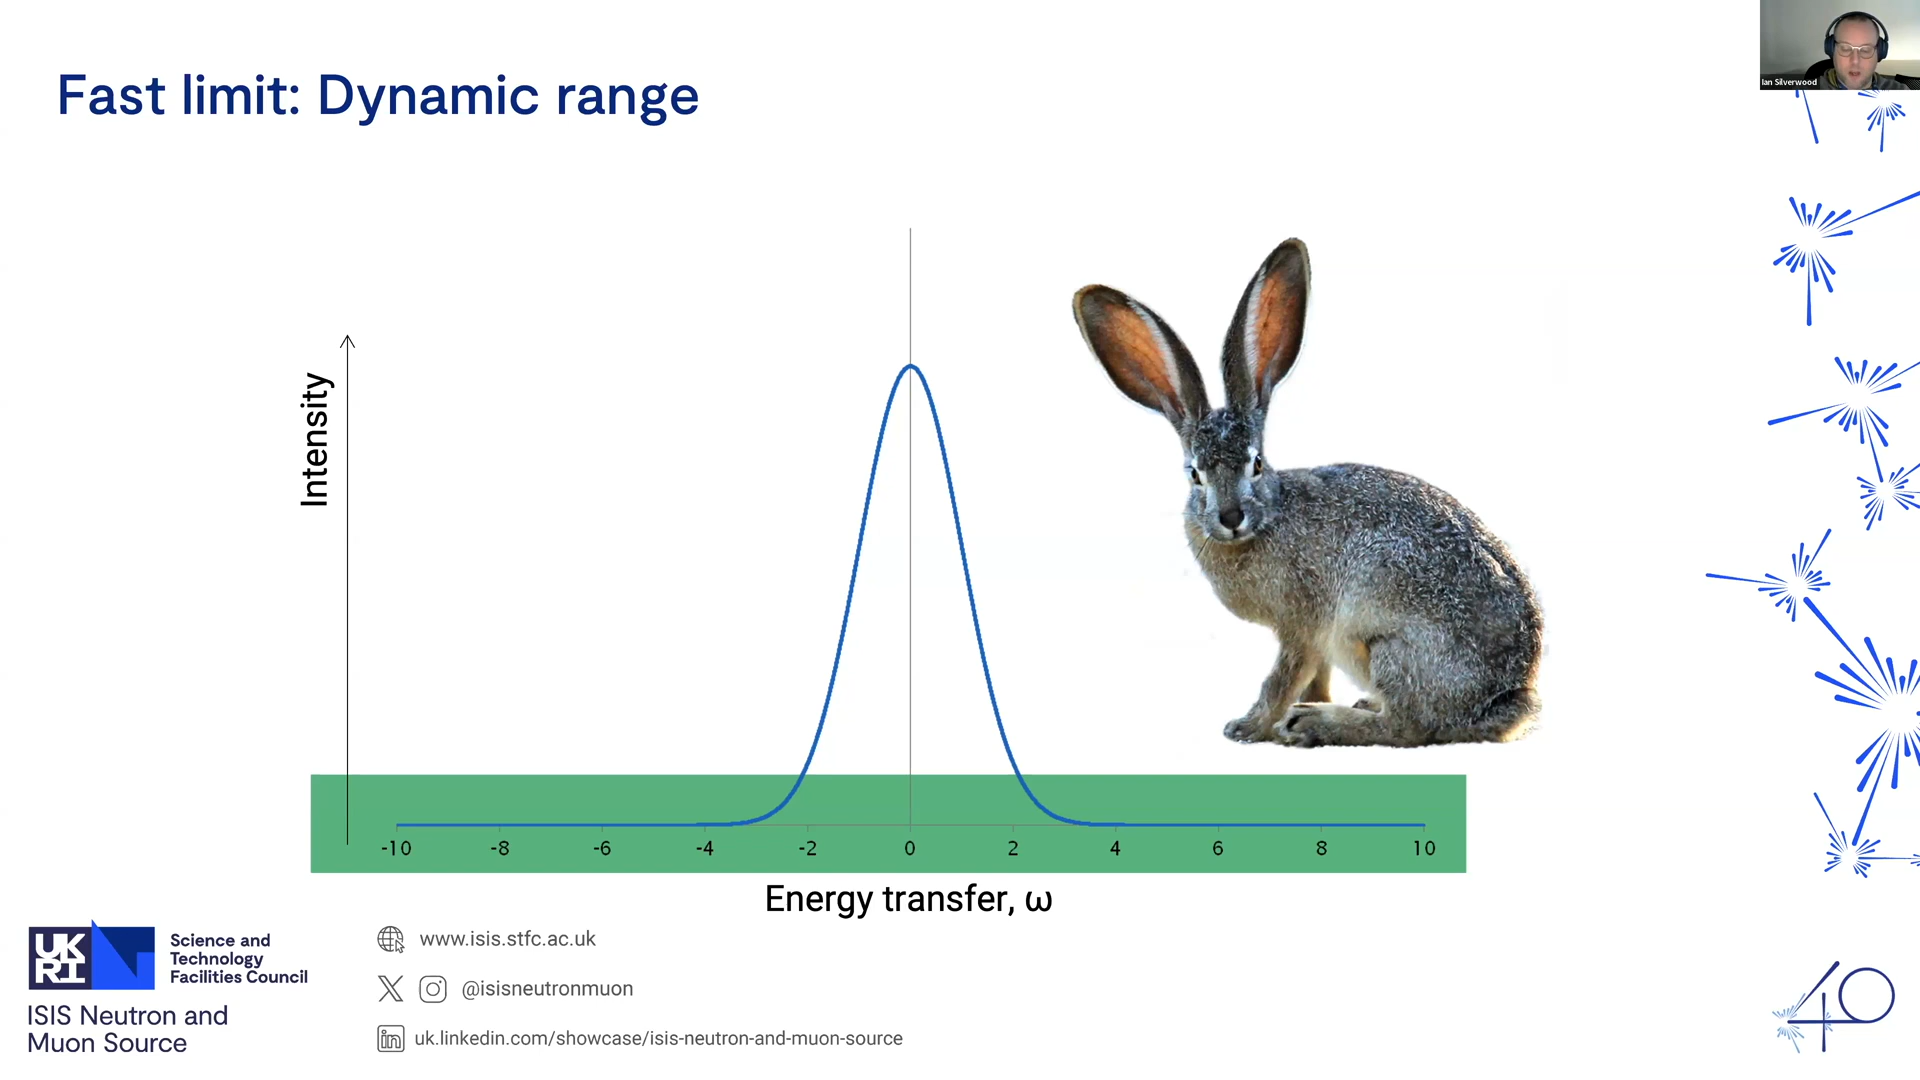 Fast limit: Dynamic range
Ian Silverwood
Intensity
-10 -8 -6 -4 -2 0 2 4 6 8 10
Energy transfer, ω
UK
RI
Science and
Technology
Facilities Council
ISIS Neutron and
Muon Source
www.isis.stfc.ac.uk
@isisneutronmuon
uk.linkedin.com/showcase/isis-neutron-and-muon-source
40